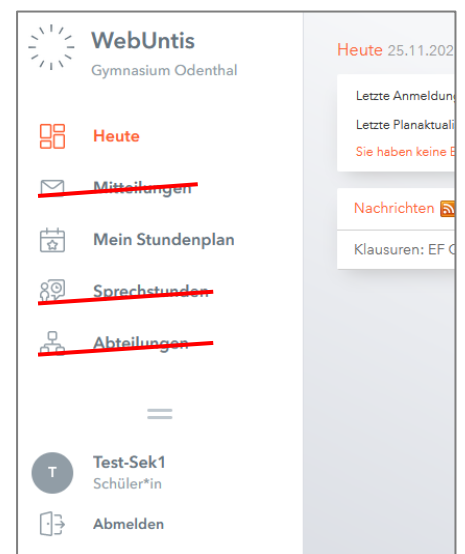 WebUntis
Gymnasium Odenthal
Heute
Mitteilungen
Mein Stundenplan
Sprechstunden
Abteilungen
T
Test-Sek1
Schüler*in
Abmelden
Heute 25.11.202
Letzte Anmeldung
Letzte Planaktuali
Sie haben keine
Nachrichten
Klausuren: EF